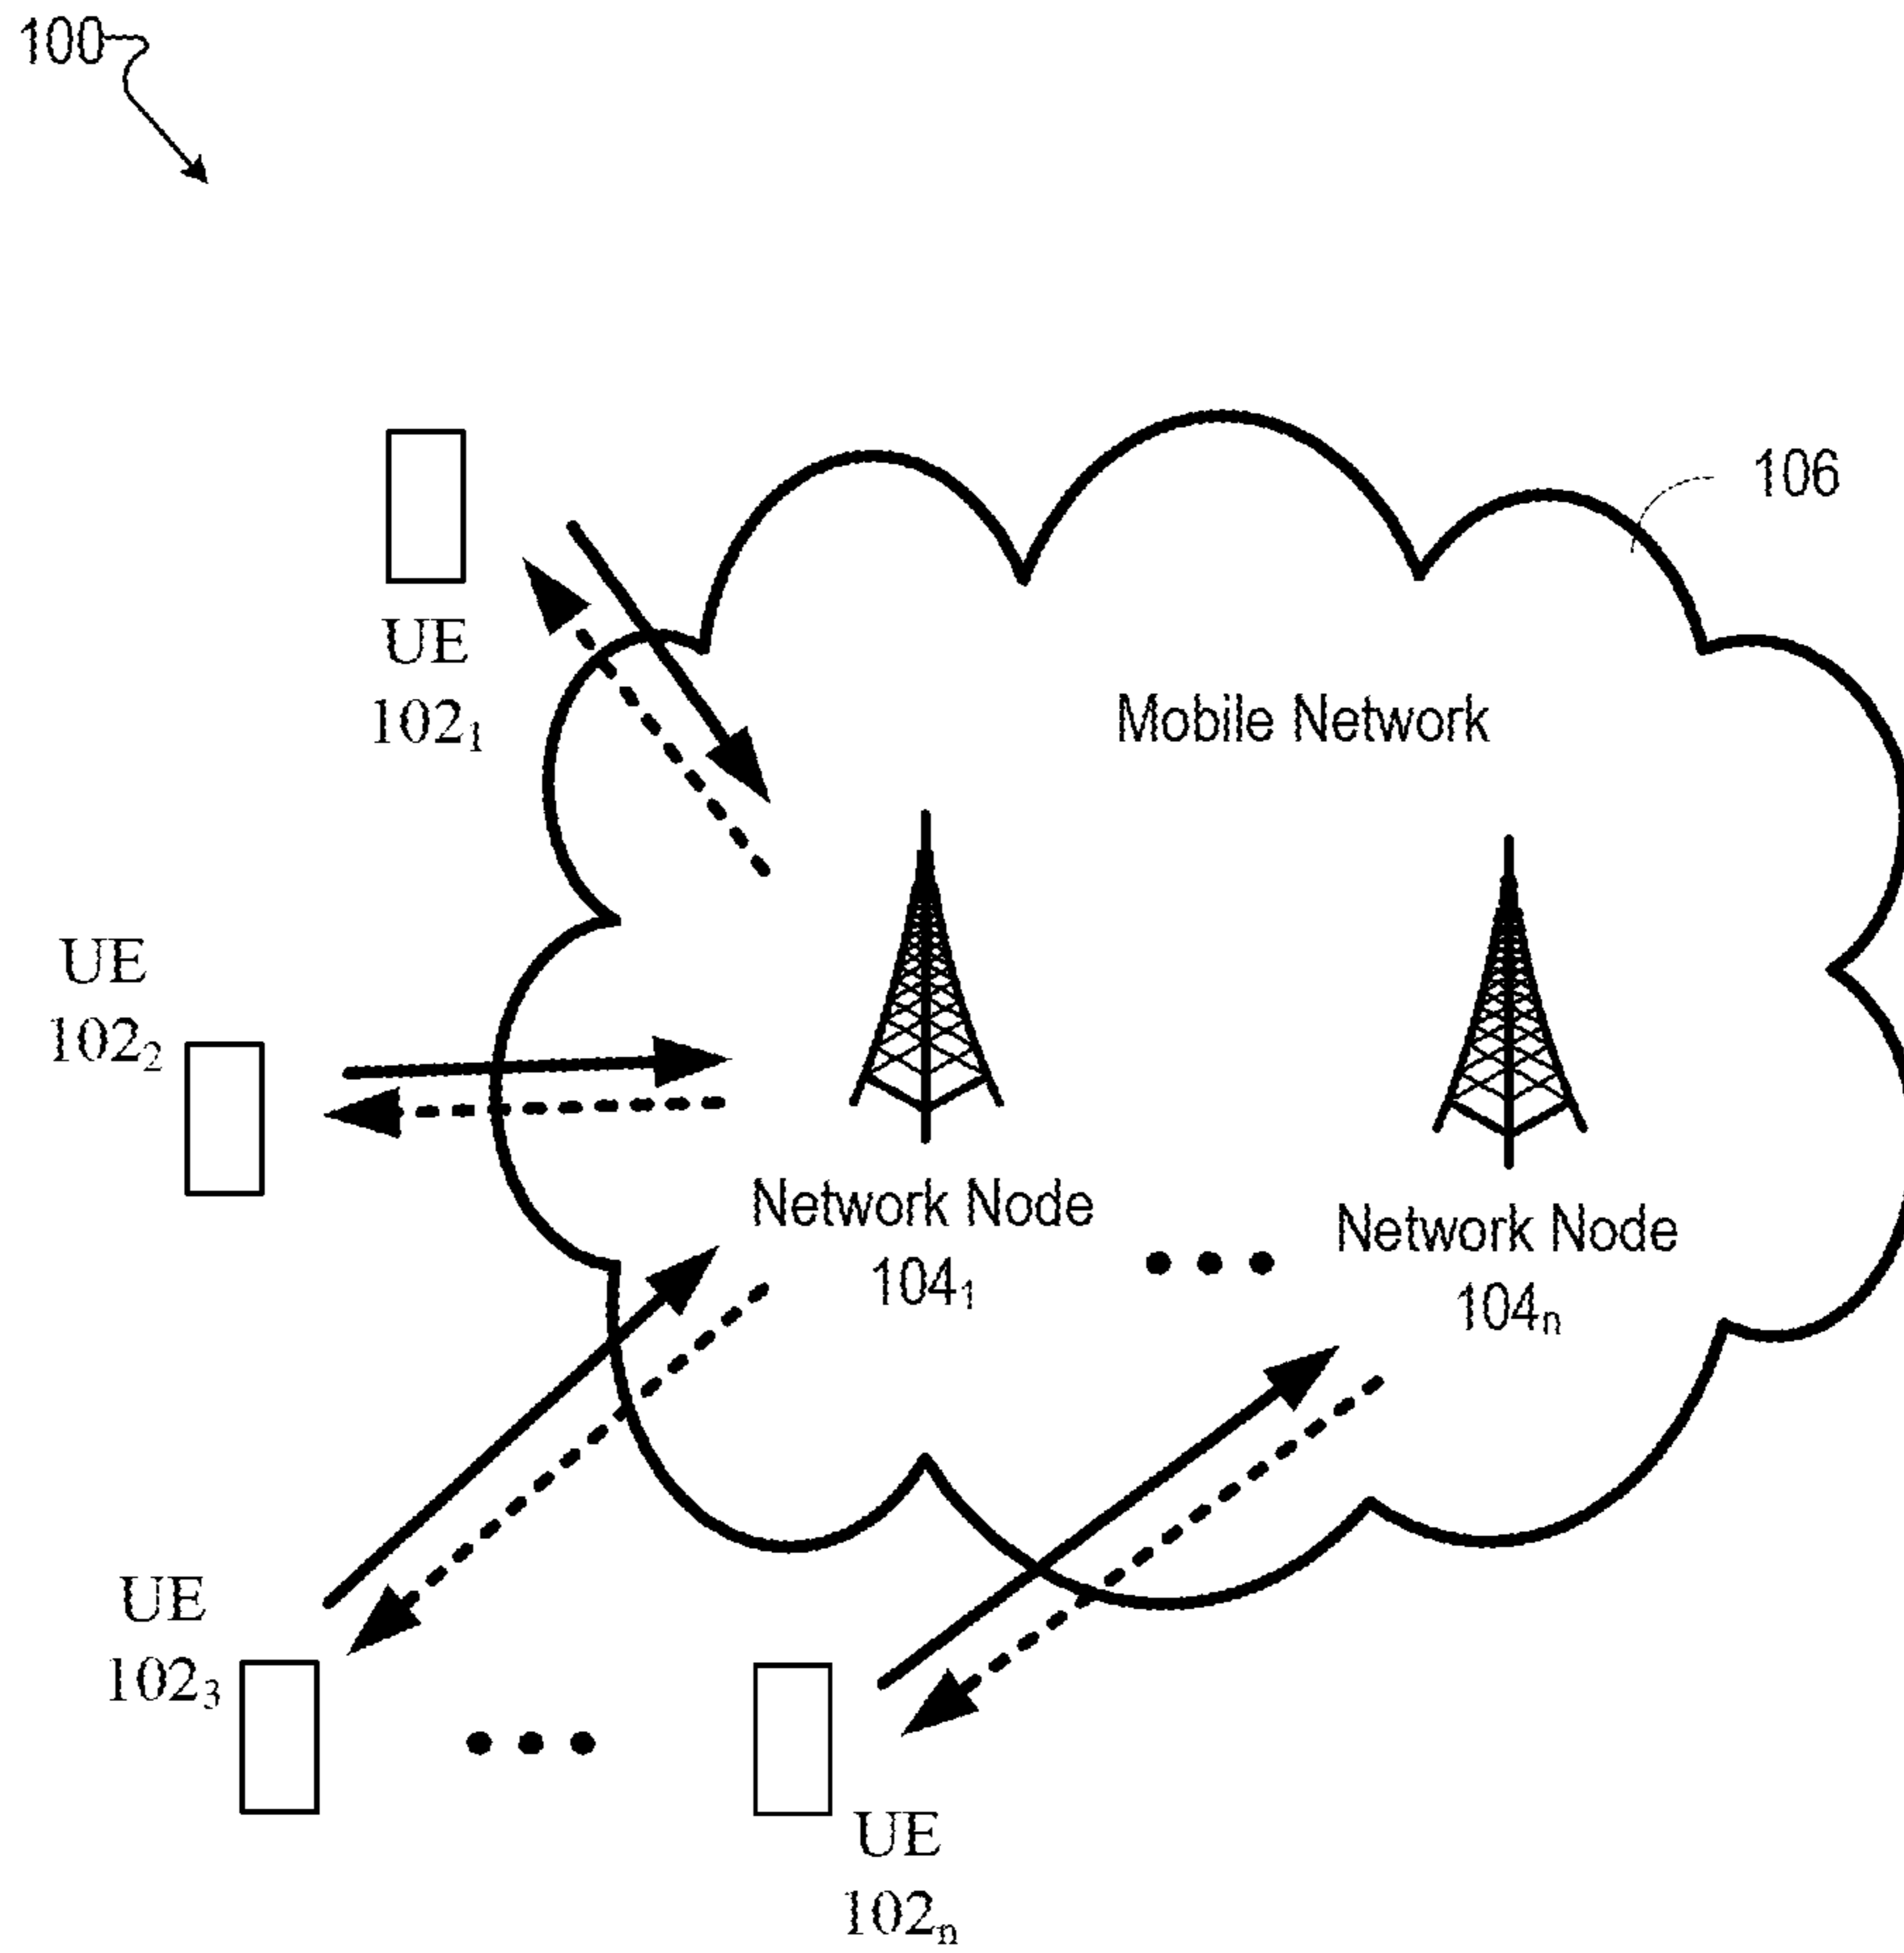 100
106
UE
102₁
Mobile Network
UE
102₂
Network Node
104₁
Network Node
104ₙ
UE
102₃
UE
102ₙ